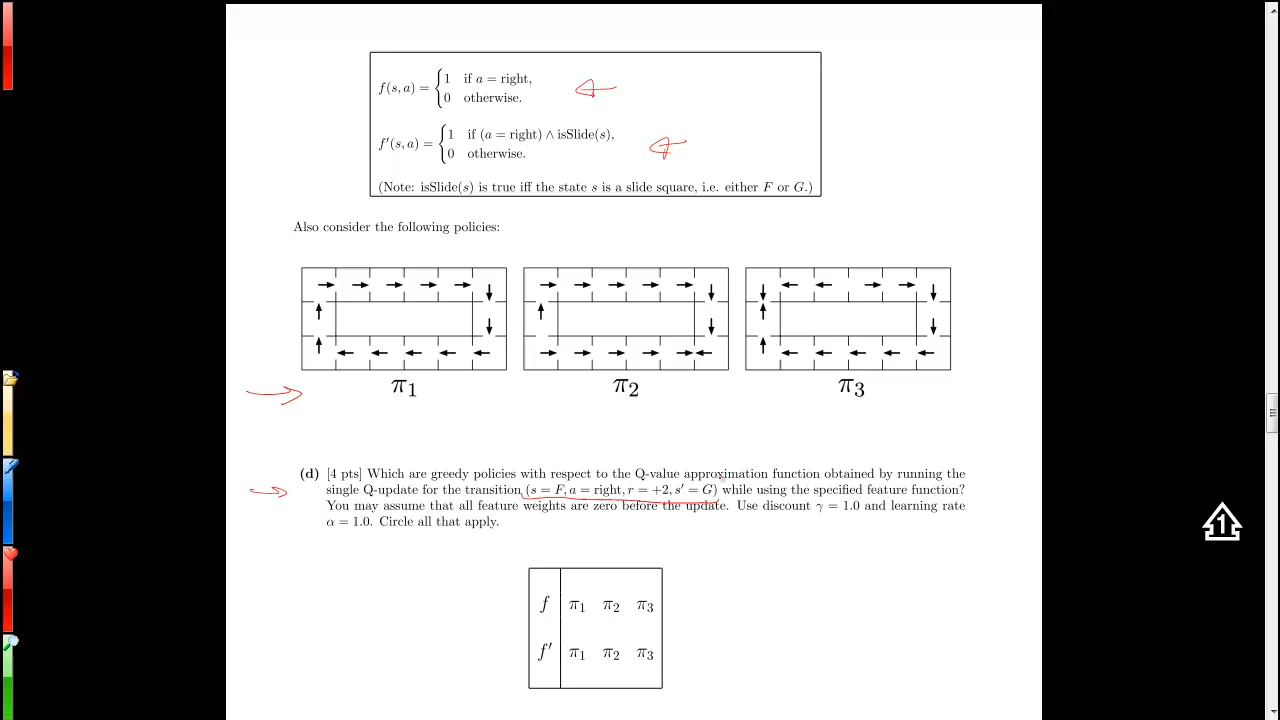 f(s, a) = { 1 if a = right,
0 otherwise.
f′(s, a) = { 1 if (a = right) ∧ isSlide(s),
0 otherwise.
(Note: isSlide(s) is true iff the state s is a slide square, i.e. either F or G.)
Also consider the following policies:
π1 π2 π3
(d) [4 pts] Which are greedy policies with respect to the Q-value approximation function obtained by running the
single Q-update for the transition (s = F, a = right, r = +2, s′ = G) while using the specified feature function?
You may assume that all feature weights are zero before the update. Use discount γ = 1.0 and learning rate
α = 1.0. Circle all that apply.
f π1 π2 π3
f′ π1 π2 π3
1